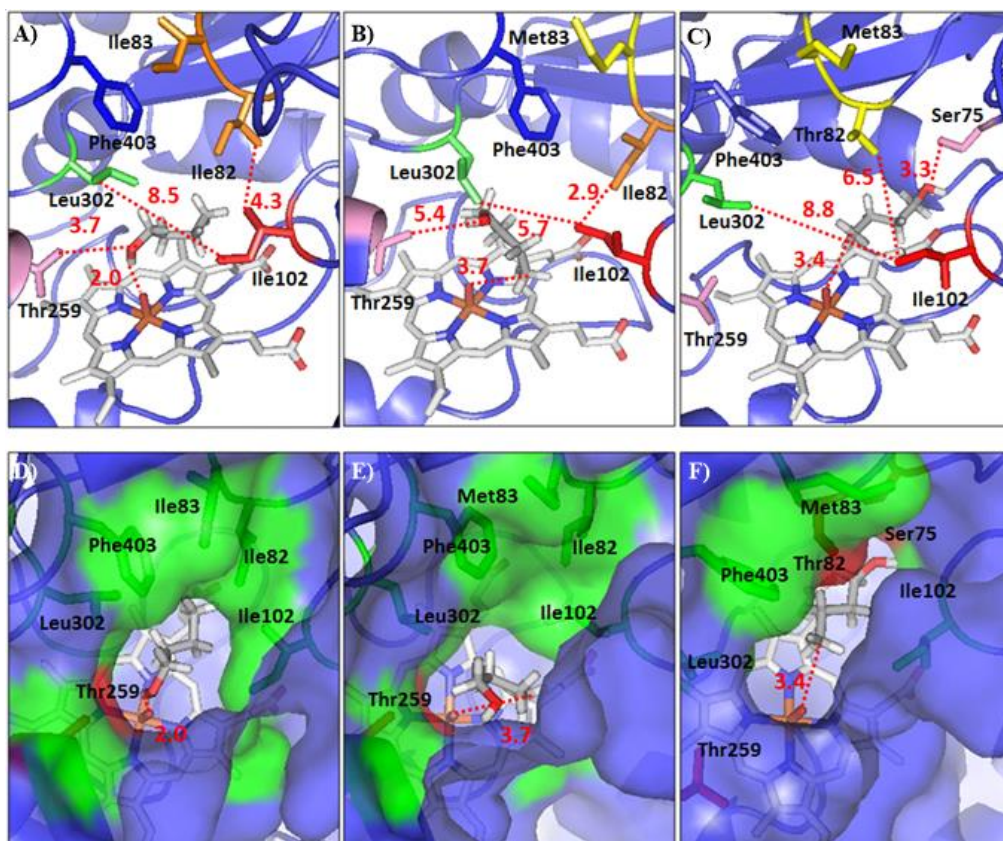 A)
Ile83
Phe403
Leu302
8.5
4.3
3.7
2.0
Ile102
Thr259
B)
Met83
Phe403
Leu302
Ile82
2.9
5.4
5.7
3.7
Ile102
Thr259
C)
Met83
Ser75
Phe403
Thr82
6.5
3.3
Leu302
8.8
3.4
Ile102
Thr259
D)
Ile83
Phe403
Ile82
Leu302
Ile102
Thr259
2.0
E)
Met83
Phe403
Ile82
Leu302
Ile102
Thr259
3.7
F)
Met83
Ser75
Thr82
Phe403
Ile102
Leu302
3.4
Thr259